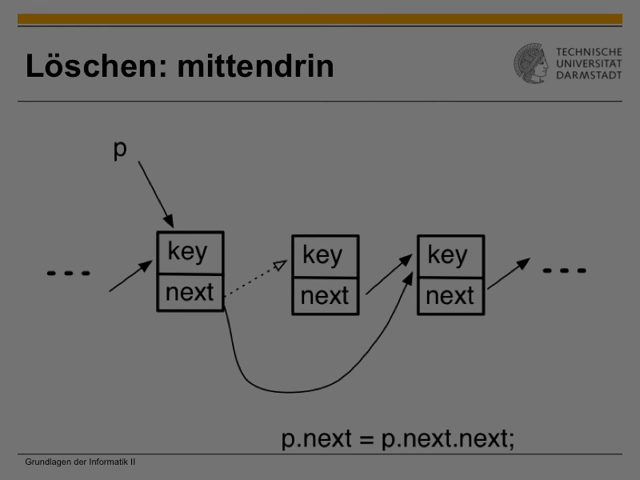 Löschen: mittendrin
TECHNISCHE
UNIVERSITÄT
DARMSTADT
p
key
next
key
next
key
next
p.next = p.next.next;
Grundlagen der Informatik II